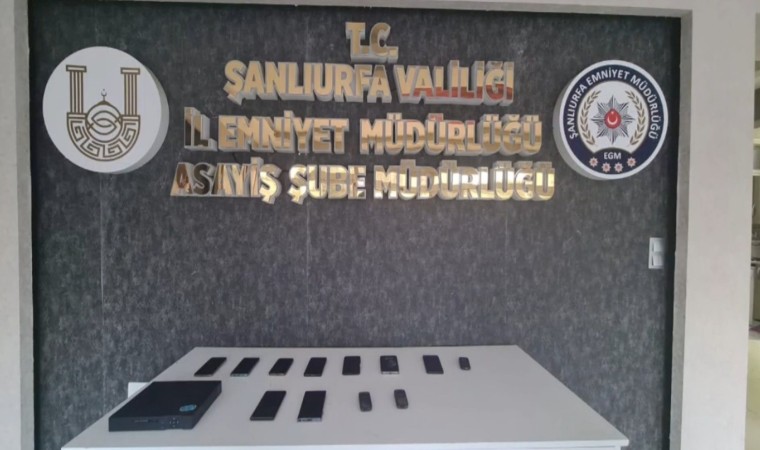 T.C.
ŞANLIURFA VALİLİĞİ
İL EMNİYET MÜDÜRLÜĞÜ
ASAYİŞ ŞUBE MÜDÜRLÜĞÜ
ŞANLIURFA EMNİYET MÜDÜRLÜĞÜ
EGM